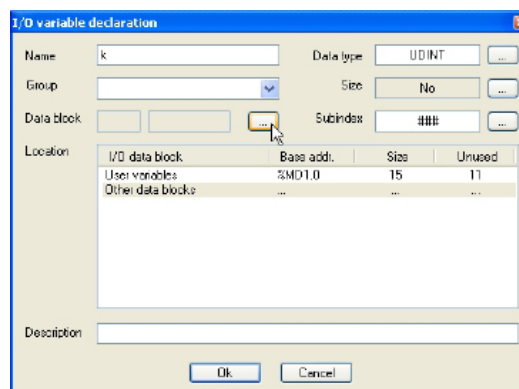 I/O variable declaration
Name k Data type UDINT ...
Group Size No ...
Data block ... Subindex ### ...
Location
I/O data block Base addr. Size Unused
User variables %MD1.0 15 11
Other data blocks ... ... ...
Description
Ok Cancel